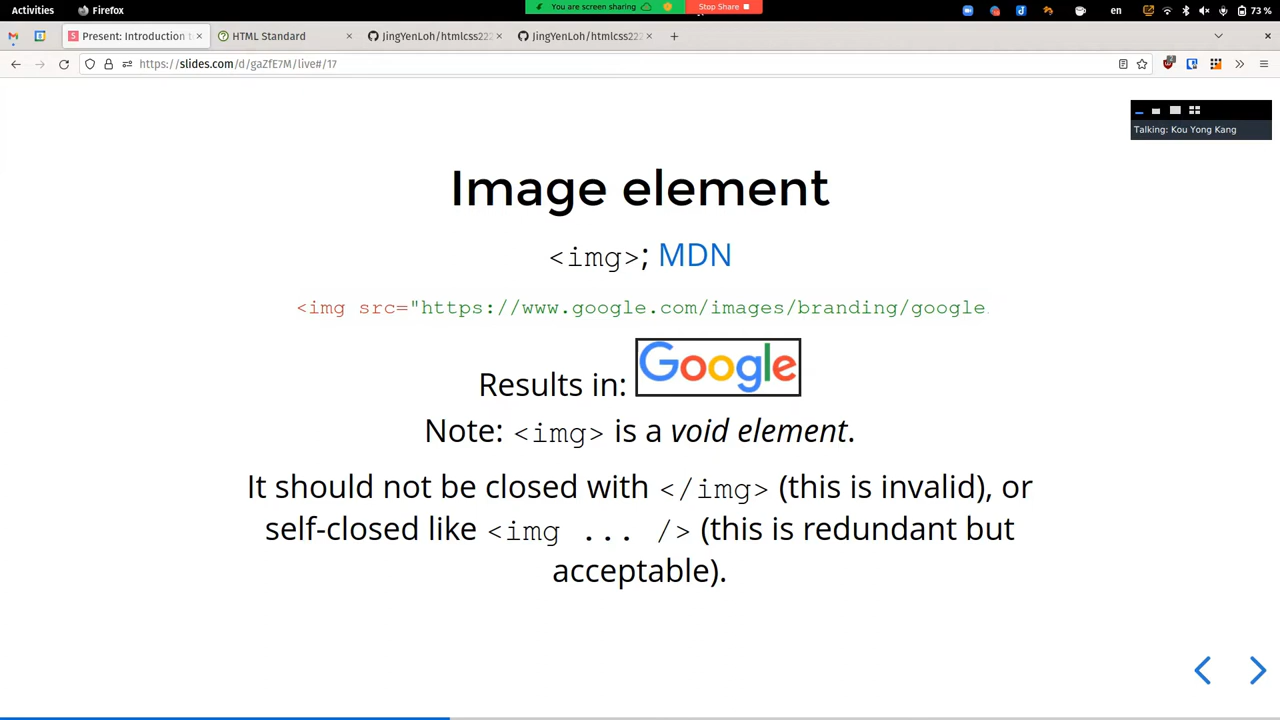 Activities
Firefox
You are screen sharing
Stop Share
en
73 %
Present: Introduction t
HTML Standard
JingYenLoh/htmlcss222
JingYenLoh/htmlcss222
https://slides.com/d/gaZfE7M/live#/17
Talking: Kou Yong Kang
Image element
<img>; MDN
<img src="https://www.google.com/images/branding/google
Results in: Google
Note: <img> is a void element.
It should not be closed with </img> (this is invalid), or
self-closed like <img ... /> (this is redundant but
acceptable).